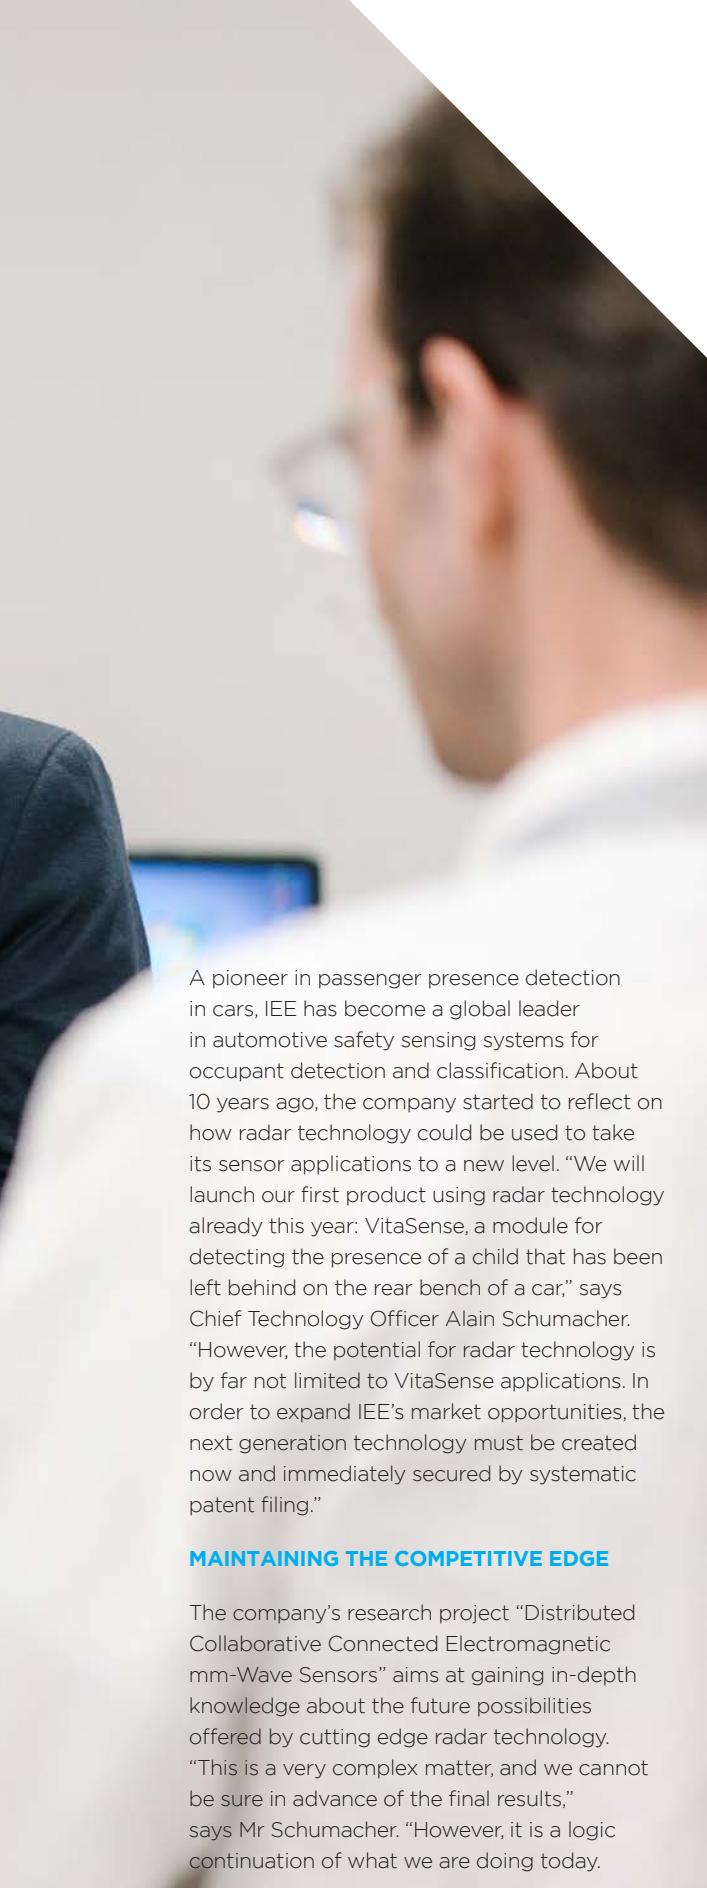 A pioneer in passenger presence detection
in cars, IEE has become a global leader
in automotive safety sensing systems for
occupant detection and classification. About
10 years ago, the company started to reflect on
how radar technology could be used to take
its sensor applications to a new level. “We will
launch our first product using radar technology
already this year: VitaSense, a module for
detecting the presence of a child that has been
left behind on the rear bench of a car,” says
Chief Technology Officer Alain Schumacher.
“However, the potential for radar technology is
by far not limited to VitaSense applications. In
order to expand IEE’s market opportunities, the
next generation technology must be created
now and immediately secured by systematic
patent filing.”
MAINTAINING THE COMPETITIVE EDGE
The company’s research project “Distributed
Collaborative Connected Electromagnetic
mm-Wave Sensors” aims at gaining in-depth
knowledge about the future possibilities
offered by cutting edge radar technology.
“This is a very complex matter, and we cannot
be sure in advance of the final results,”
says Mr Schumacher. “However, it is a logic
continuation of what we are doing today.